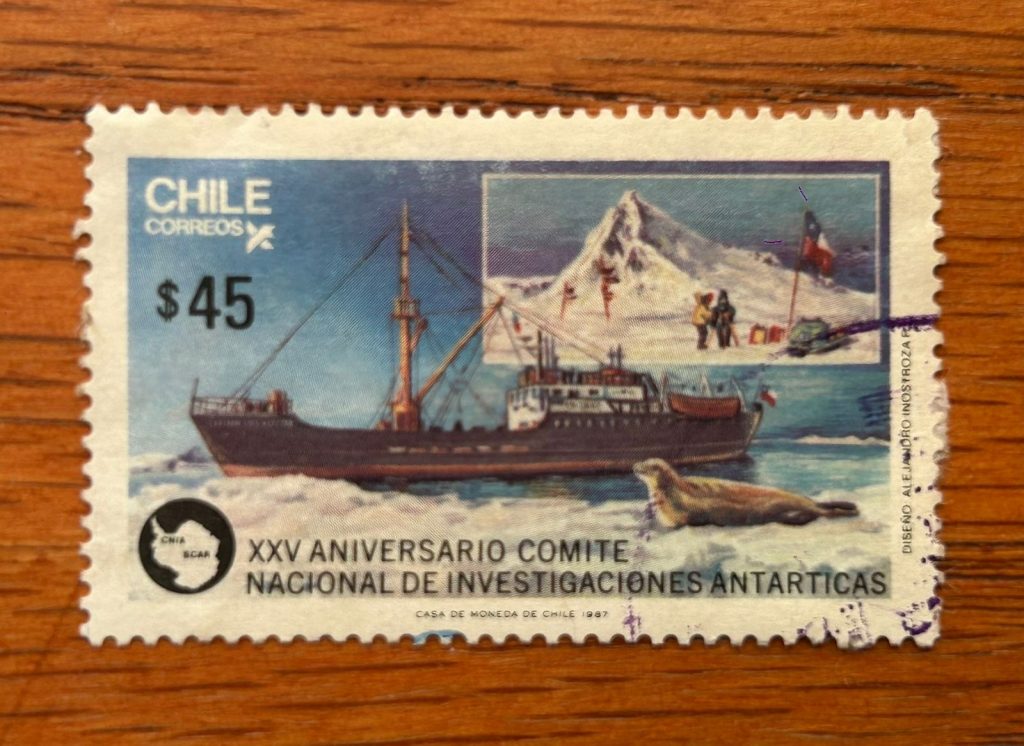 CHILE
CORREOS
$45
DISEÑO: ALEJANDRO INOSTROZA
CNIA
SCAR
XXV ANIVERSARIO COMITE
NACIONAL DE INVESTIGACIONES ANTARTICAS
CASA DE MONEDA DE CHILE 1987